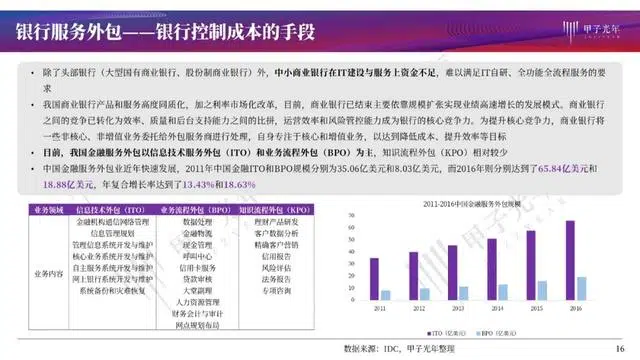 银行服务外包——银行控制成本的手段
甲子光年
• 除了头部银行（大型国有商业银行、股份制商业银行）外，中小商业银行在IT建设与服务上资金不足，难以满足IT自研、全功能全流程服务的要
求
• 我国商业银行产品和服务高度同质化，加之利率市场化改革，目前，商业银行已结束主要依靠规模扩张实现业绩高速增长的发展模式。商业银行
之间的竞争已转化为效率、质量和后台支持能力之间的比拼，运营效率和风险管控能力成为银行的核心竞争力。为提升核心竞争力，商业银行将
一些非核心、非增值业务委托给外包服务商进行处理，自身专注于核心和增值业务，以达到降低成本、提升效率等目标
• 目前，我国金融服务外包以信息技术服务外包（ITO）和业务流程外包（BPO）为主，知识流程外包（KPO）相对较少
• 中国金融服务外包业近年快速发展，2011年中国金融ITO和BPO规模分别为35.06亿美元和8.03亿美元，而2016年则分别达到了65.84亿美元和
18.88亿美元，年复合增长率达到了13.43%和18.63%
业务领域 信息技术外包（ITO） 业务流程外包（BPO） 知识流程外包（KPO）
业务内容
金融机构通信网络管理 数据处理 理财产品研发
信息管理规划 金融物流 客户数据分析
管理信息系统开发与维护 现金管理 精确客户营销
核心业务系统开发与维护 呼叫中心 信用报告
自主服务系统开发与维护 信用卡服务 风险评估
网上银行系统开发与维护 贷款审核 法务报告
系统备份和灾难恢复 大堂副理 专项咨询
人力资源管理
财务会计与审计
网点规划布局
2011-2016中国金融服务外包规模
70
60
50
40
30
20
10
0
2011 2012 2013 2014 2015 2016
ITO（亿美元） BPO（亿美元）
数据来源：IDC，甲子光年整理
16